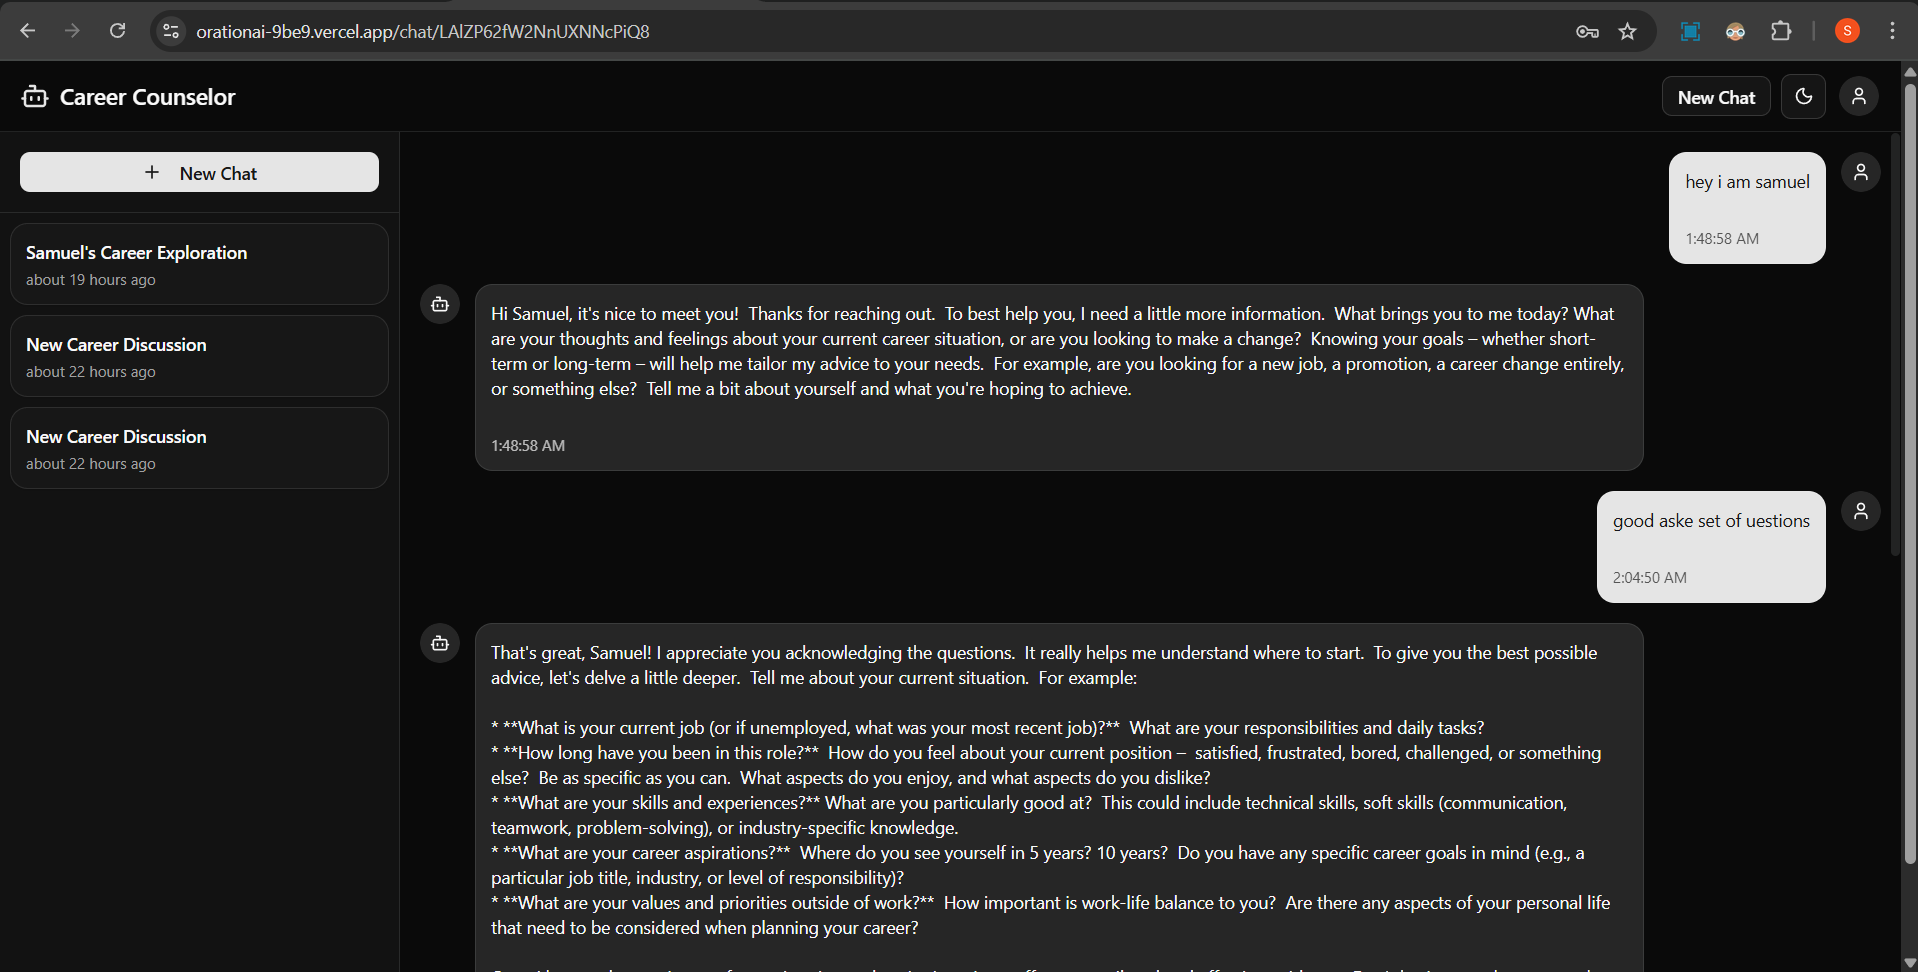 orationai-9be9.vercel.app/chat/LAlZP62fW2NnUXNNcPiQ8
S
Career Counselor
New Chat
New Chat
Samuel's Career Exploration
about 19 hours ago
New Career Discussion
about 22 hours ago
New Career Discussion
about 22 hours ago
hey i am samuel
1:48:58 AM
Hi Samuel, it's nice to meet you!  Thanks for reaching out.  To best help you, I need a little more information.  What brings you to me today? What
are your thoughts and feelings about your current career situation, or are you looking to make a change?  Knowing your goals – whether short-
term or long-term – will help me tailor my advice to your needs.  For example, are you looking for a new job, a promotion, a career change entirely,
or something else?  Tell me a bit about yourself and what you're hoping to achieve.
1:48:58 AM
good aske set of uestions
2:04:50 AM
That's great, Samuel! I appreciate you acknowledging the questions.  It really helps me understand where to start.  To give you the best possible
advice, let's delve a little deeper.  Tell me about your current situation.  For example:
* **What is your current job (or if unemployed, what was your most recent job)?**  What are your responsibilities and daily tasks?
* **How long have you been in this role?**  How do you feel about your current position –  satisfied, frustrated, bored, challenged, or something
else?  Be as specific as you can.  What aspects do you enjoy, and what aspects do you dislike?
* **What are your skills and experiences?** What are you particularly good at?  This could include technical skills, soft skills (communication,
teamwork, problem-solving), or industry-specific knowledge.
* **What are your career aspirations?**  Where do you see yourself in 5 years? 10 years?  Do you have any specific career goals in mind (e.g., a
particular job title, industry, or level of responsibility)?
* **What are your values and priorities outside of work?**  How important is work-life balance to you?  Are there any aspects of your personal life
that need to be considered when planning your career?